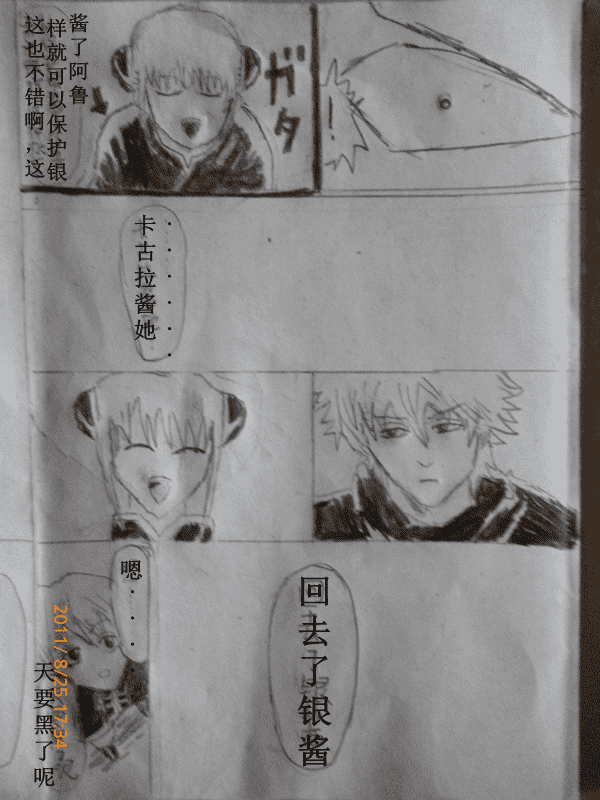 这也不错啊，这
样就可以保护银
酱了阿鲁
ガタ
！
卡古拉酱她
······
嗯···
回去了银酱
天要黑了呢
2011/ 8/25 17:34